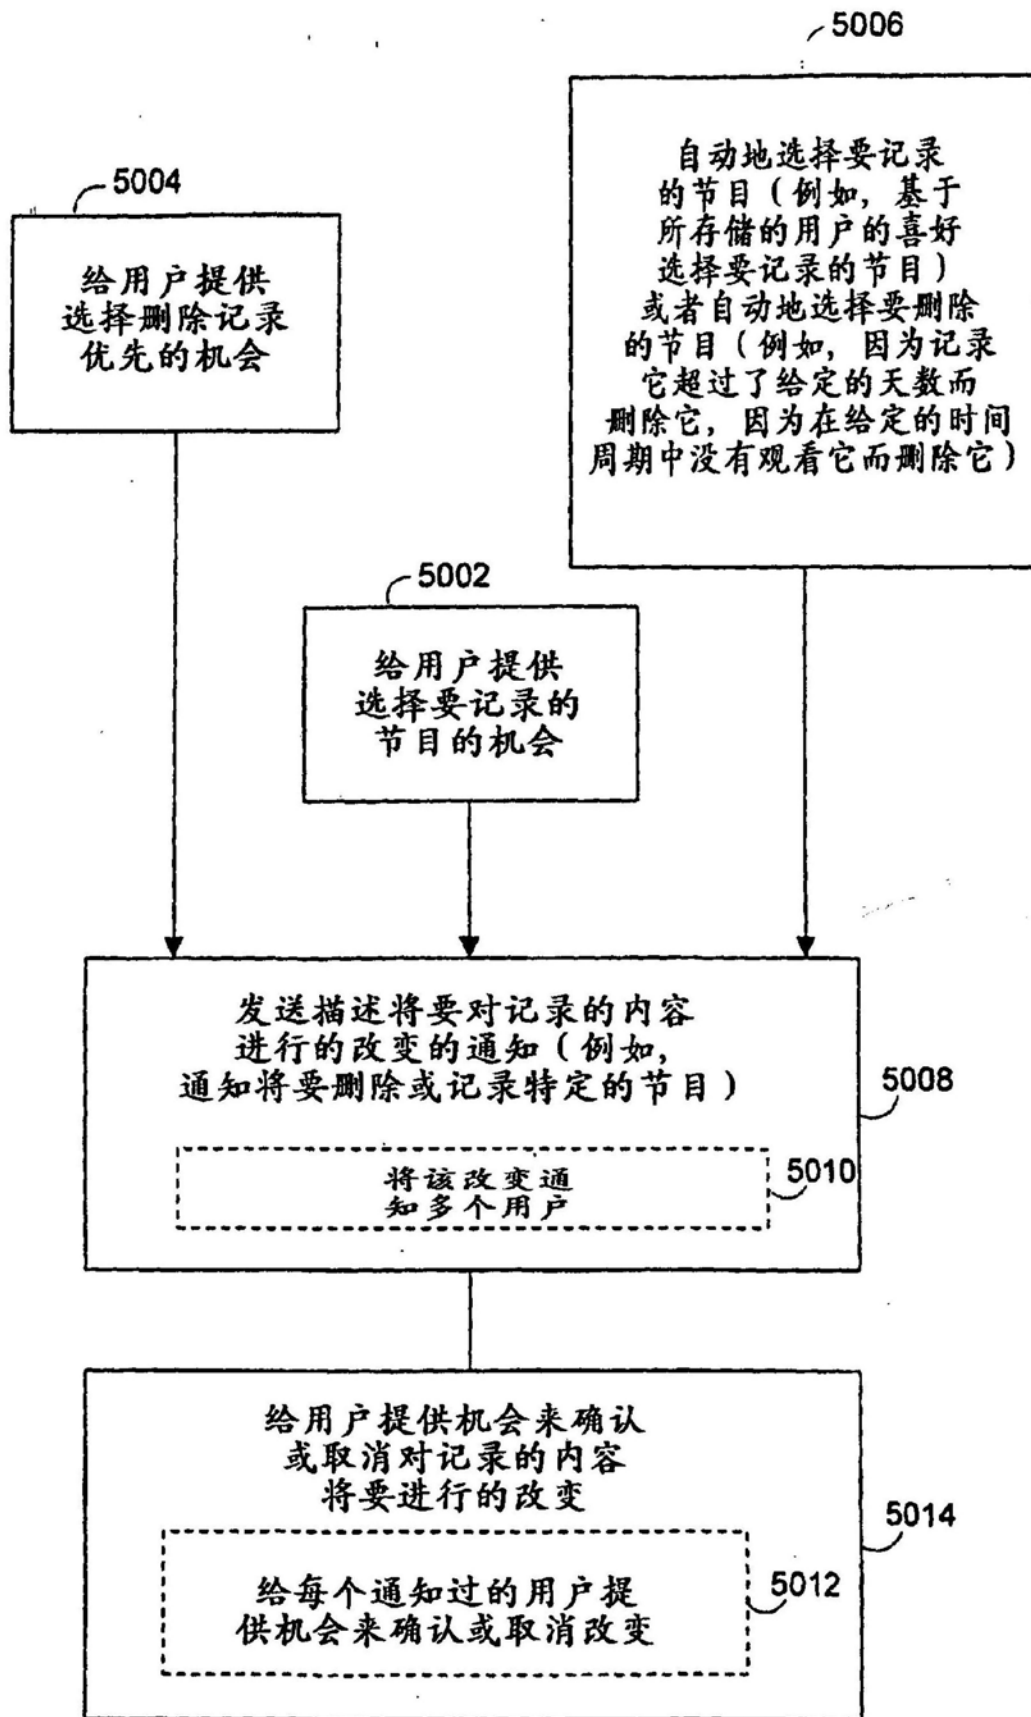 5006
自动地选择要记录
的节目（例如，基于
所存储的用户的喜好
选择要记录的节目）
或者自动地选择要删除
的节目（例如，因为记录
它超过了给定的天数而
删除它，因为在给定的时间
周期中没有观看它而删除它）
5004
给用户提供
选择删除记录
优先的机会
5002
给用户提供
选择要记录的
节目的机会
发送描述将要对记录的内容
进行的改变的通知（例如，
通知将要删除或记录特定的节目）
5008
将该改变通
知多个用户
5010
给用户提供机会来确认
或取消对记录的内容
将要进行的改变
5014
给每个通知过的用户提
供机会来确认或取消改变
5012